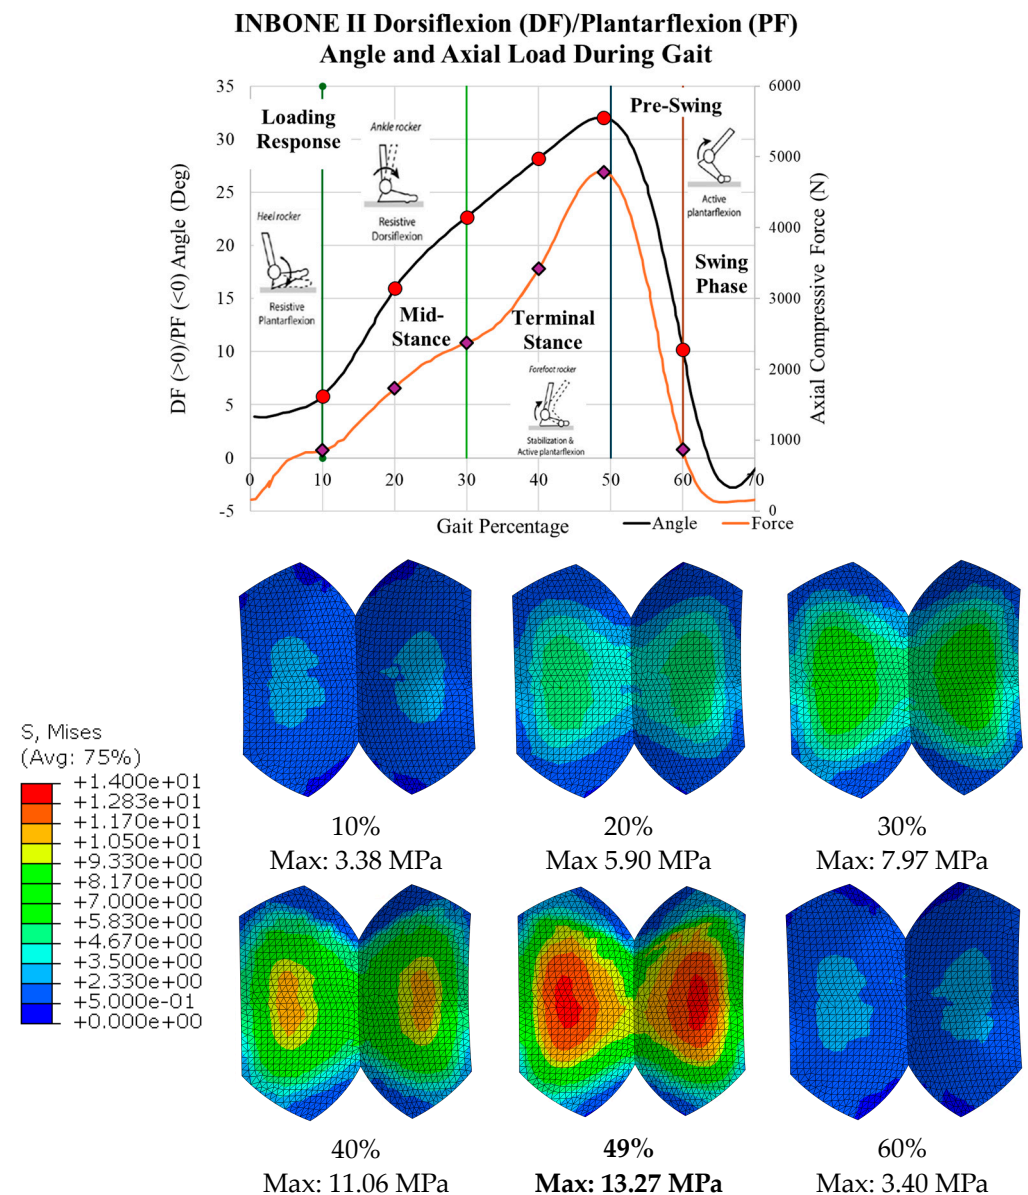 INBONE II Dorsiflexion (DF)/Plantarflexion (PF)
Angle and Axial Load During Gait
DF (>0)/PF (<0) Angle (Deg)
35
30
25
20
15
10
5
0
-5
Loading
Response
Heel rocker
Resistive
Plantarflexion
Ankle rocker
Resistive
Dorsiflexion
Mid-
Stance
Terminal
Stance
Forefoot rocker
Stabilization &
Active plantarflexion
Pre-Swing
Active
plantarflexion
Swing
Phase
6000
5000
4000
3000
2000
1000
0
Axial Compressive Force (N)
0
10
20
30
40
50
60
70
Gait Percentage
Angle
Force
S, Mises
(Avg: 75%)
+1.400e+01
+1.283e+01
+1.170e+01
+1.050e+01
+9.330e+00
+8.170e+00
+7.000e+00
+5.830e+00
+4.670e+00
+3.500e+00
+2.330e+00
+5.000e-01
+0.000e+00
10%
Max: 3.38 MPa
20%
Max 5.90 MPa
30%
Max: 7.97 MPa
40%
Max: 11.06 MPa
49%
Max: 13.27 MPa
60%
Max: 3.40 MPa